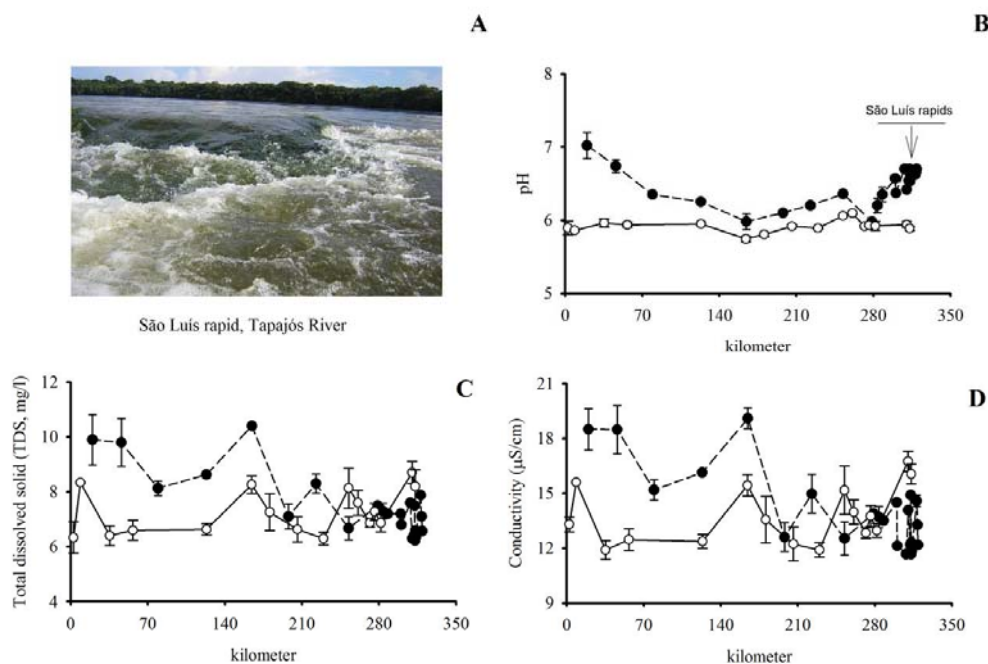 A
São Luís rapid, Tapajós River
B
8
7
6
5
pH
São Luís rapids
0 70 140 210 280 350
kilometer
C
12
10
8
6
4
Total dissolved solid (TDS, mg/l)
0 70 140 210 280 350
kilometer
D
21
18
15
12
9
Conductivity (µS/cm)
0 70 140 210 280 350
kilometer